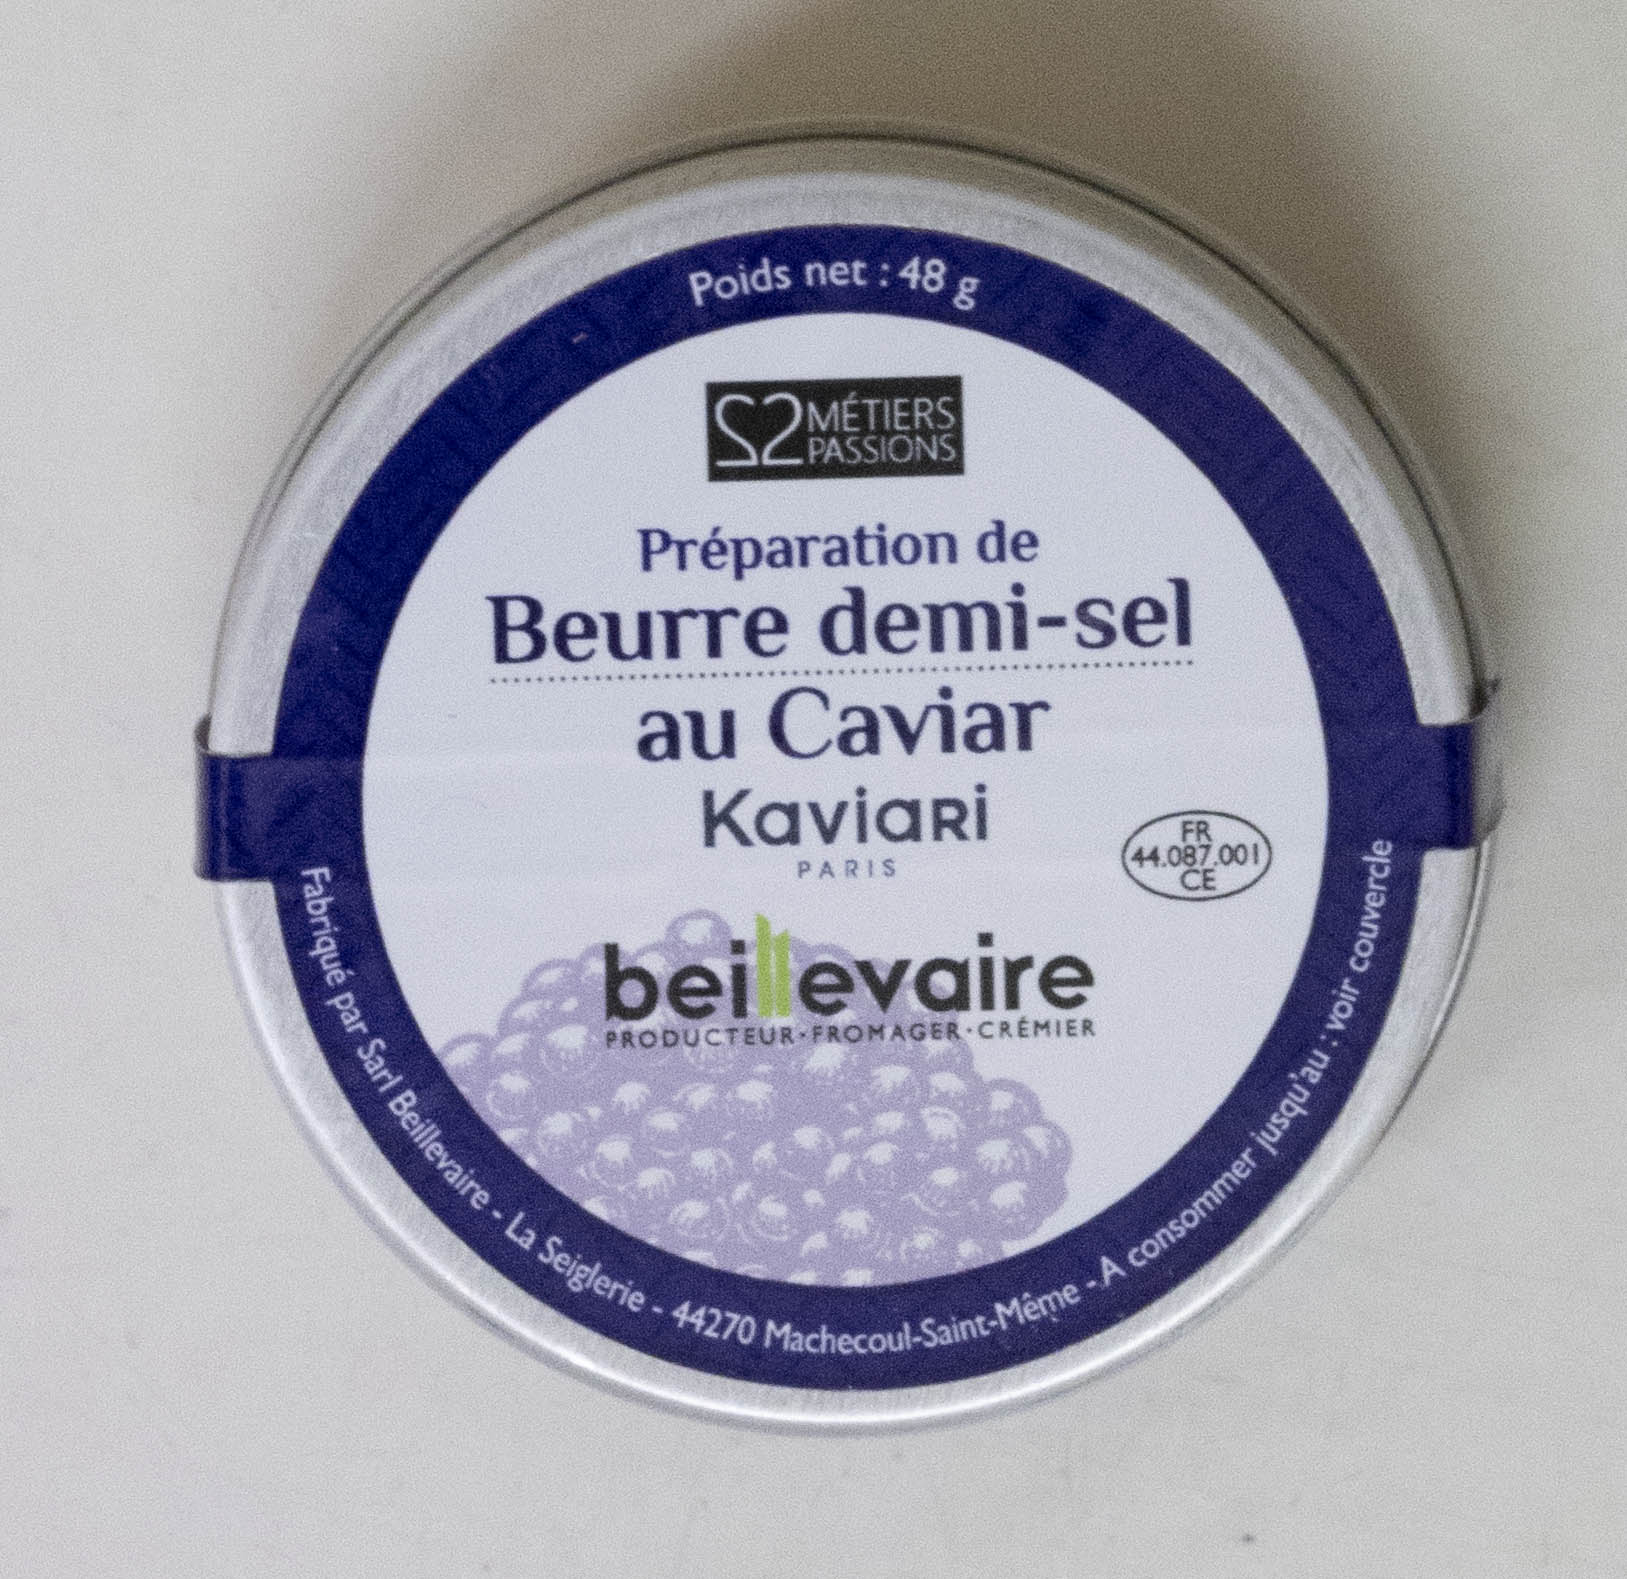 Poids net : 48 g
22 MÉTIERS
PASSIONS
Préparation de
Beurre demi-sel
au Caviar
Kaviari
PARIS
FR
44.087.001
CE
beillevaire
PRODUCTEUR·FROMAGER·CRÉMIER
Fabriqué par Sarl Beillevaire - La Seiglerie - 44270 Machecoul-Saint-Même - A consommer jusqu'au : voir couvercle